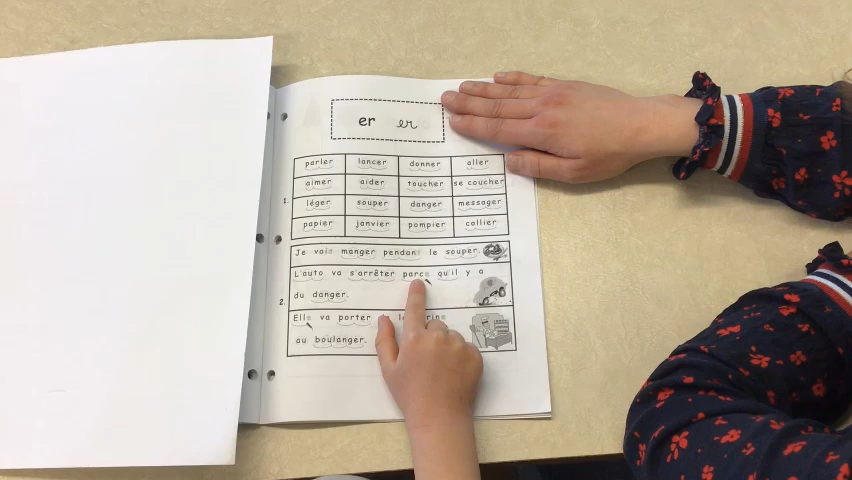 er er
parler lancer donner aller
aimer aider toucher se coucher
1.
léger souper danger messager
papier janvier pompier collier
Je vais manger pendant le souper.
L'auto va s'arrêter parce qu'il y a
2.
du danger.
Elle va porter la
au boulanger.